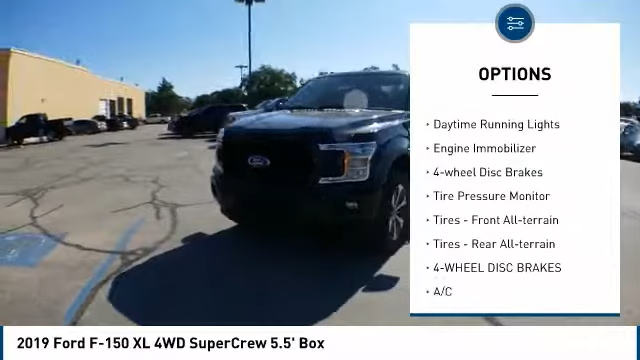 OPTIONS
• Daytime Running Lights
• Engine Immobilizer
• 4-wheel Disc Brakes
• Tire Pressure Monitor
• Tires - Front All-terrain
• Tires - Rear All-terrain
• 4-WHEEL DISC BRAKES
• A/C
Ford
2019 Ford F-150 XL 4WD SuperCrew 5.5' Box